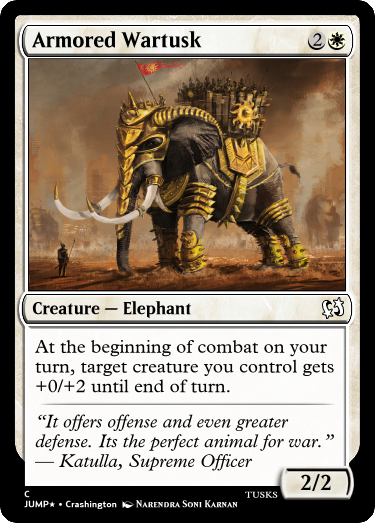 Armored Wartusk 2
Creature — Elephant
At the beginning of combat on your
turn, target creature you control gets
+0/+2 until end of turn.
“It offers offense and even greater
defense. Its the perfect animal for war.”
— Katulla, Supreme Officer
2/2
C TUSKS
JUMP★ • Crashington Narendra Soni Karnan